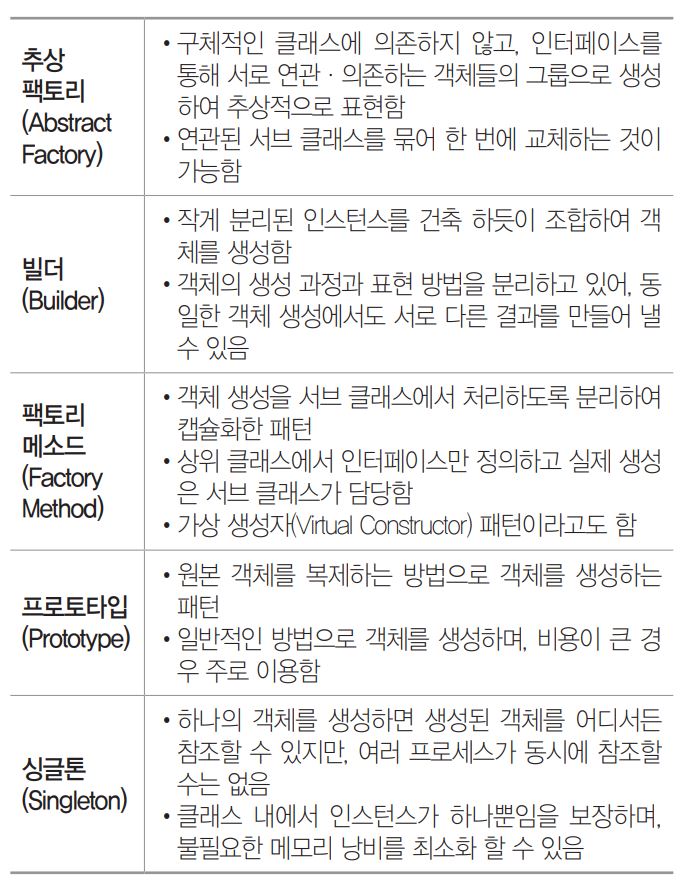 추상
팩토리
(Abstract
Factory)
• 구체적인 클래스에 의존하지 않고, 인터페이스를
통해 서로 연관 · 의존하는 객체들의 그룹으로 생성
하여 추상적으로 표현함
• 연관된 서브 클래스를 묶어 한 번에 교체하는 것이
가능함
빌더
(Builder)
• 작게 분리된 인스턴스를 건축 하듯이 조합하여 객
체를 생성함
• 객체의 생성 과정과 표현 방법을 분리하고 있어, 동
일한 객체 생성에서도 서로 다른 결과를 만들어 낼
수 있음
팩토리
메소드
(Factory
Method)
• 객체 생성을 서브 클래스에서 처리하도록 분리하여
캡슐화한 패턴
• 상위 클래스에서 인터페이스만 정의하고 실제 생성
은 서브 클래스가 담당함
• 가상 생성자(Virtual Constructor) 패턴이라고도 함
프로토타입
(Prototype)
• 원본 객체를 복제하는 방법으로 객체를 생성하는
패턴
• 일반적인 방법으로 객체를 생성하며, 비용이 큰 경
우 주로 이용함
싱글톤
(Singleton)
• 하나의 객체를 생성하면 생성된 객체를 어디서든
참조할 수 있지만, 여러 프로세스가 동시에 참조할
수는 없음
• 클래스 내에서 인스턴스가 하나뿐임을 보장하며,
불필요한 메모리 낭비를 최소화 할 수 있음